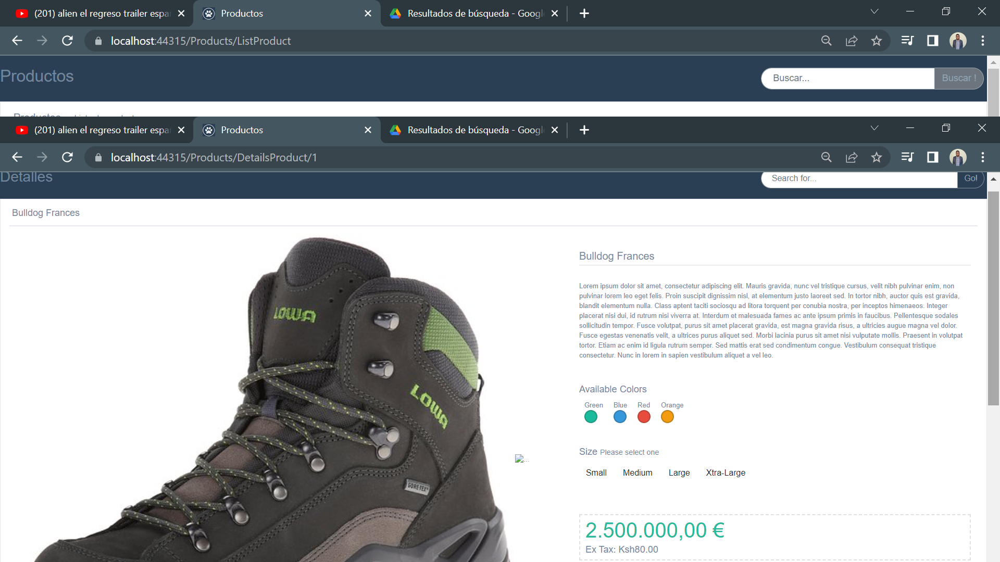 (201) alien el regreso trailer espa
Productos
Resultados de búsqueda - Googl
localhost:44315/Products/ListProduct
Productos
Buscar...
Buscar !
Productos
(201) alien el regreso trailer espa
Productos
Resultados de búsqueda - Googl
localhost:44315/Products/DetailsProduct/1
Detalles
Search for...
Go!
Bulldog Frances
LOWA
LOWA
GORE-TEX
...
Bulldog Frances
Lorem ipsum dolor sit amet, consectetur adipiscing elit. Mauris gravida, nunc vel tristique cursus, velit nibh pulvinar enim, non
pulvinar lorem leo eget felis. Proin suscipit dignissim nisl, at elementum justo laoreet sed. In tortor nibh, auctor quis est gravida,
blandit elementum nulla. Class aptent taciti sociosqu ad litora torquent per conubia nostra, per inceptos himenaeos. Integer
placerat nisi dui, id rutrum nisi viverra at. Interdum et malesuada fames ac ante ipsum primis in faucibus. Pellentesque sodales
sollicitudin tempor. Fusce volutpat, purus sit amet placerat gravida, est magna gravida risus, a ultricies augue magna vel dolor.
Fusce egestas venenatis velit, a ultrices purus aliquet sed. Morbi lacinia purus sit amet nisi vulputate mollis. Praesent in volutpat
tortor. Etiam ac enim id ligula rutrum semper. Sed mattis erat sed condimentum congue. Vestibulum consequat tristique
consectetur. Nunc in lorem in sapien vestibulum aliquet a vel leo.
Available Colors
Green Blue Red Orange
Size Please select one
Small Medium Large Xtra-Large
2.500.000,00 €
Ex Tax: Ksh80.00